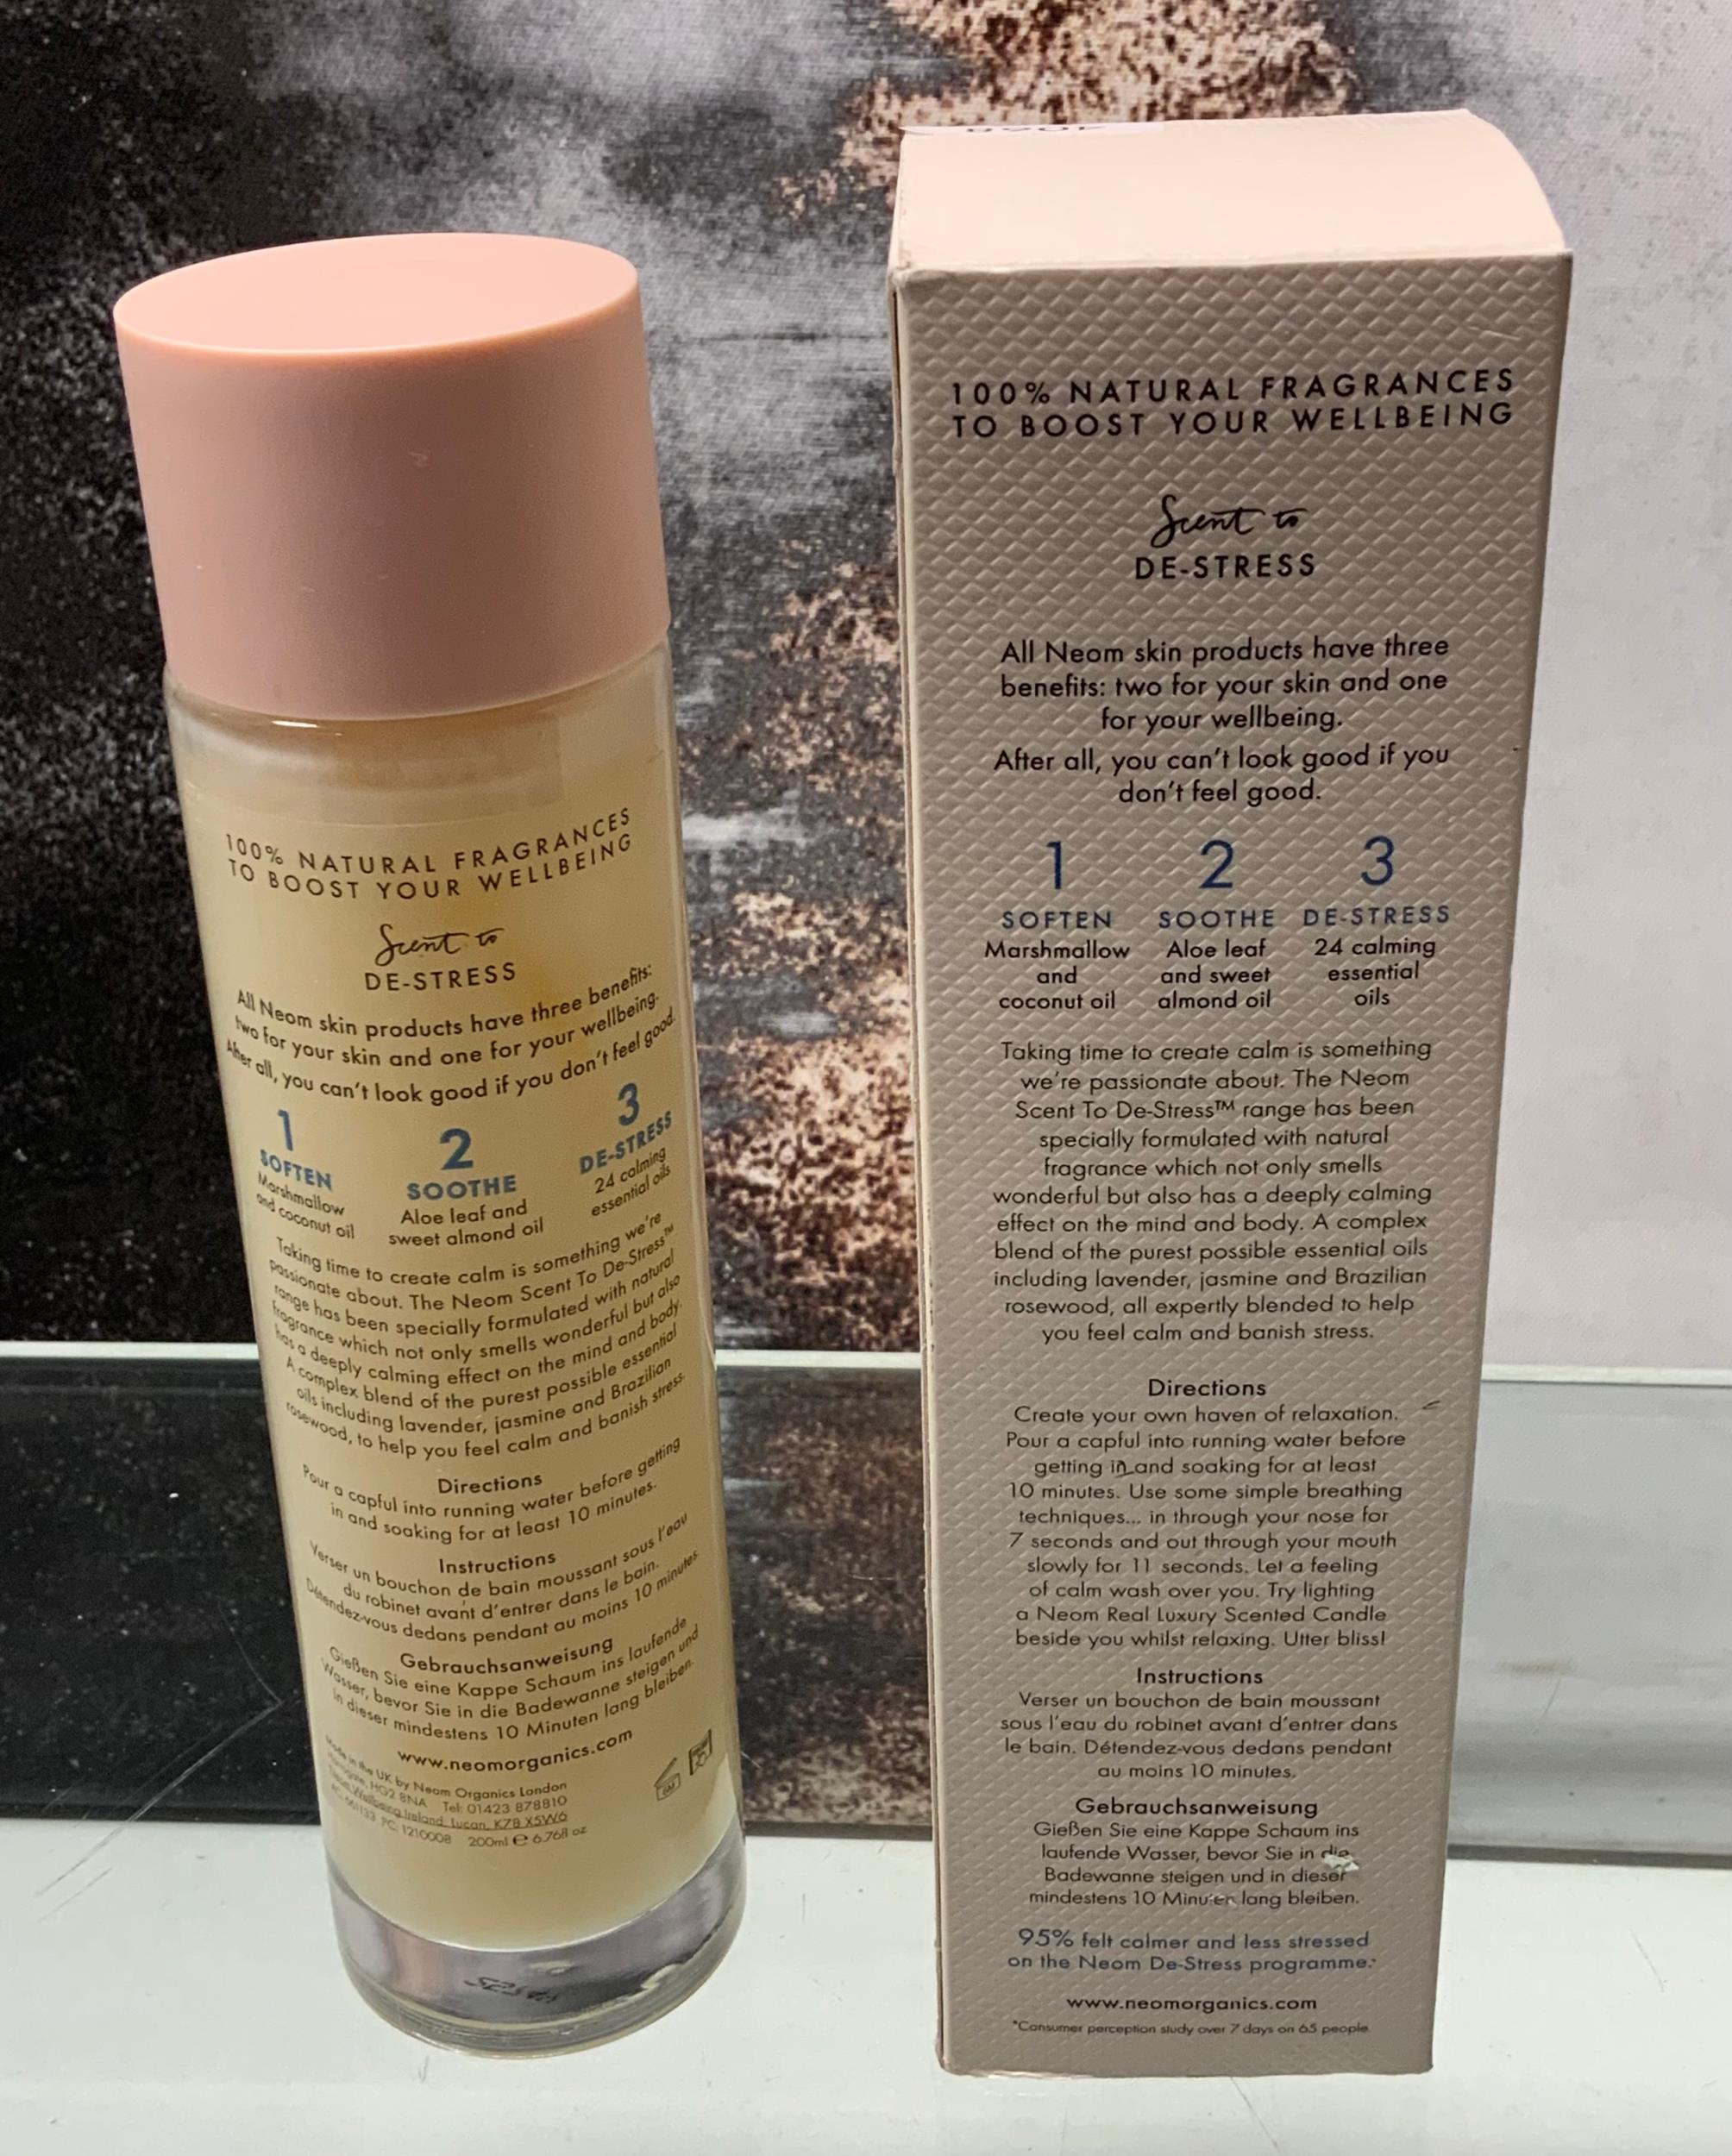 100% NATURAL FRAGRANCES
TO BOOST YOUR WELLBEING
Scent to
DE-STRESS
All Neom skin products have three benefits:
two for your skin and one for your wellbeing.
After all, you can't look good if you don't feel good.
1
SOFTEN
Marshmallow
and coconut oil
2
SOOTHE
Aloe leaf and
sweet almond oil
3
DE-STRESS
24 calming
essential oils
Taking time to create calm is something we're
passionate about. The Neom Scent To De-Stress™
range has been specially formulated with natural
fragrance which not only smells wonderful but also
has a deeply calming effect on the mind and body.
A complex blend of the purest possible essential
oils including lavender, jasmine and Brazilian
rosewood, to help you feel calm and banish stress.
Directions
Pour a capful into running water before getting
in and soaking for at least 10 minutes.
Instructions
Verser un bouchon de bain moussant sous l'eau
du robinet avant d'entrer dans le bain.
Détendez-vous dedans pendant au moins 10 minutes.
Gebrauchsanweisung
Gießen Sie eine Kappe Schaum ins laufende
Wasser, bevor Sie in die Badewanne steigen und
in dieser mindestens 10 Minuten lang bleiben.
www.neomorganics.com
Made in the UK by Neom Organics London
HG2 8NA Tel: 01423 878810
Wellbeing Ireland, Lucan, K78 X5W6
PC: 1210008 200ml e 6.76fl oz
100% NATURAL FRAGRANCES
TO BOOST YOUR WELLBEING
Scent to
DE-STRESS
All Neom skin products have three
benefits: two for your skin and one
for your wellbeing.
After all, you can't look good if you
don't feel good.
1
SOFTEN
Marshmallow
and
coconut oil
2
SOOTHE
Aloe leaf
and sweet
almond oil
3
DE-STRESS
24 calming
essential
oils
Taking time to create calm is something
we're passionate about. The Neom
Scent To De-Stress™ range has been
specially formulated with natural
fragrance which not only smells
wonderful but also has a deeply calming
effect on the mind and body. A complex
blend of the purest possible essential oils
including lavender, jasmine and Brazilian
rosewood, all expertly blended to help
you feel calm and banish stress.
Directions
Create your own haven of relaxation.
Pour a capful into running water before
getting in and soaking for at least
10 minutes. Use some simple breathing
techniques... in through your nose for
7 seconds and out through your mouth
slowly for 11 seconds. Let a feeling
of calm wash over you. Try lighting
a Neom Real Luxury Scented Candle
beside you whilst relaxing. Utter bliss!
Instructions
Verser un bouchon de bain moussant
sous l'eau du robinet avant d'entrer dans
le bain. Détendez-vous dedans pendant
au moins 10 minutes.
Gebrauchsanweisung
Gießen Sie eine Kappe Schaum ins
laufende Wasser, bevor Sie in die
Badewanne steigen und in dieser
mindestens 10 Minuten lang bleiben.
95% felt calmer and less stressed
on the Neom De-Stress programme.*
www.neomorganics.com
*Consumer perception study over 7 days on 65 people.